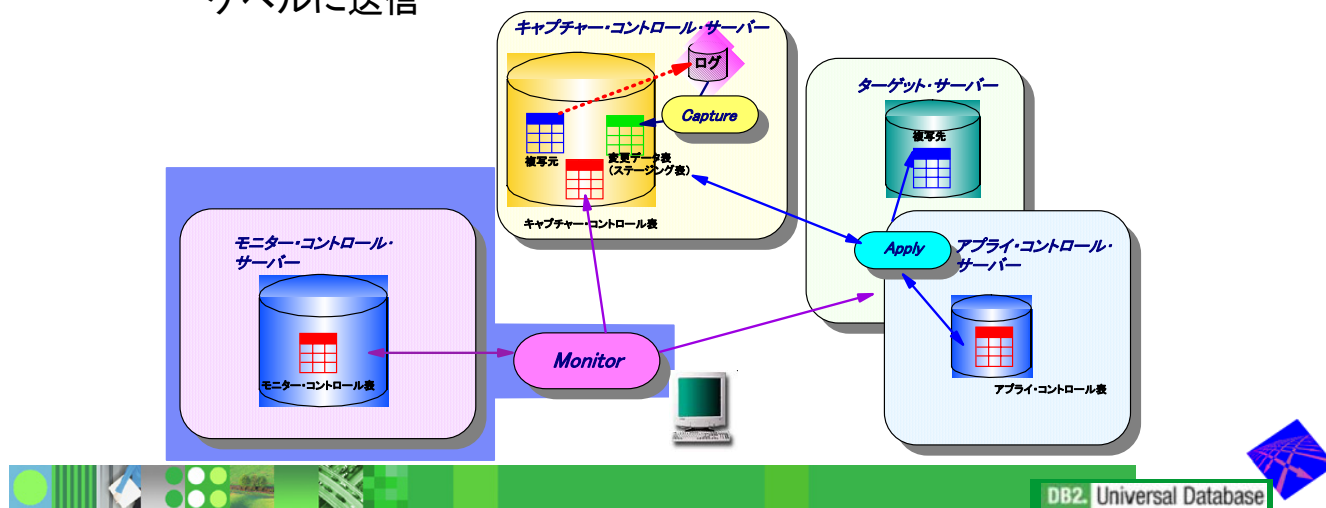 ラベルに送信
キャプチャー・コントロール・サーバー
ログ
Capture
複写元
変更データ表
(ステージング表)
キャプチャー・コントロール表
ターゲット・サーバー
複写先
モニター・コントロール・
サーバー
モニター・コントロール表
Monitor
Apply
アプライ・コントロール・
サーバー
アプライ・コントロール表
DB2. Universal Database